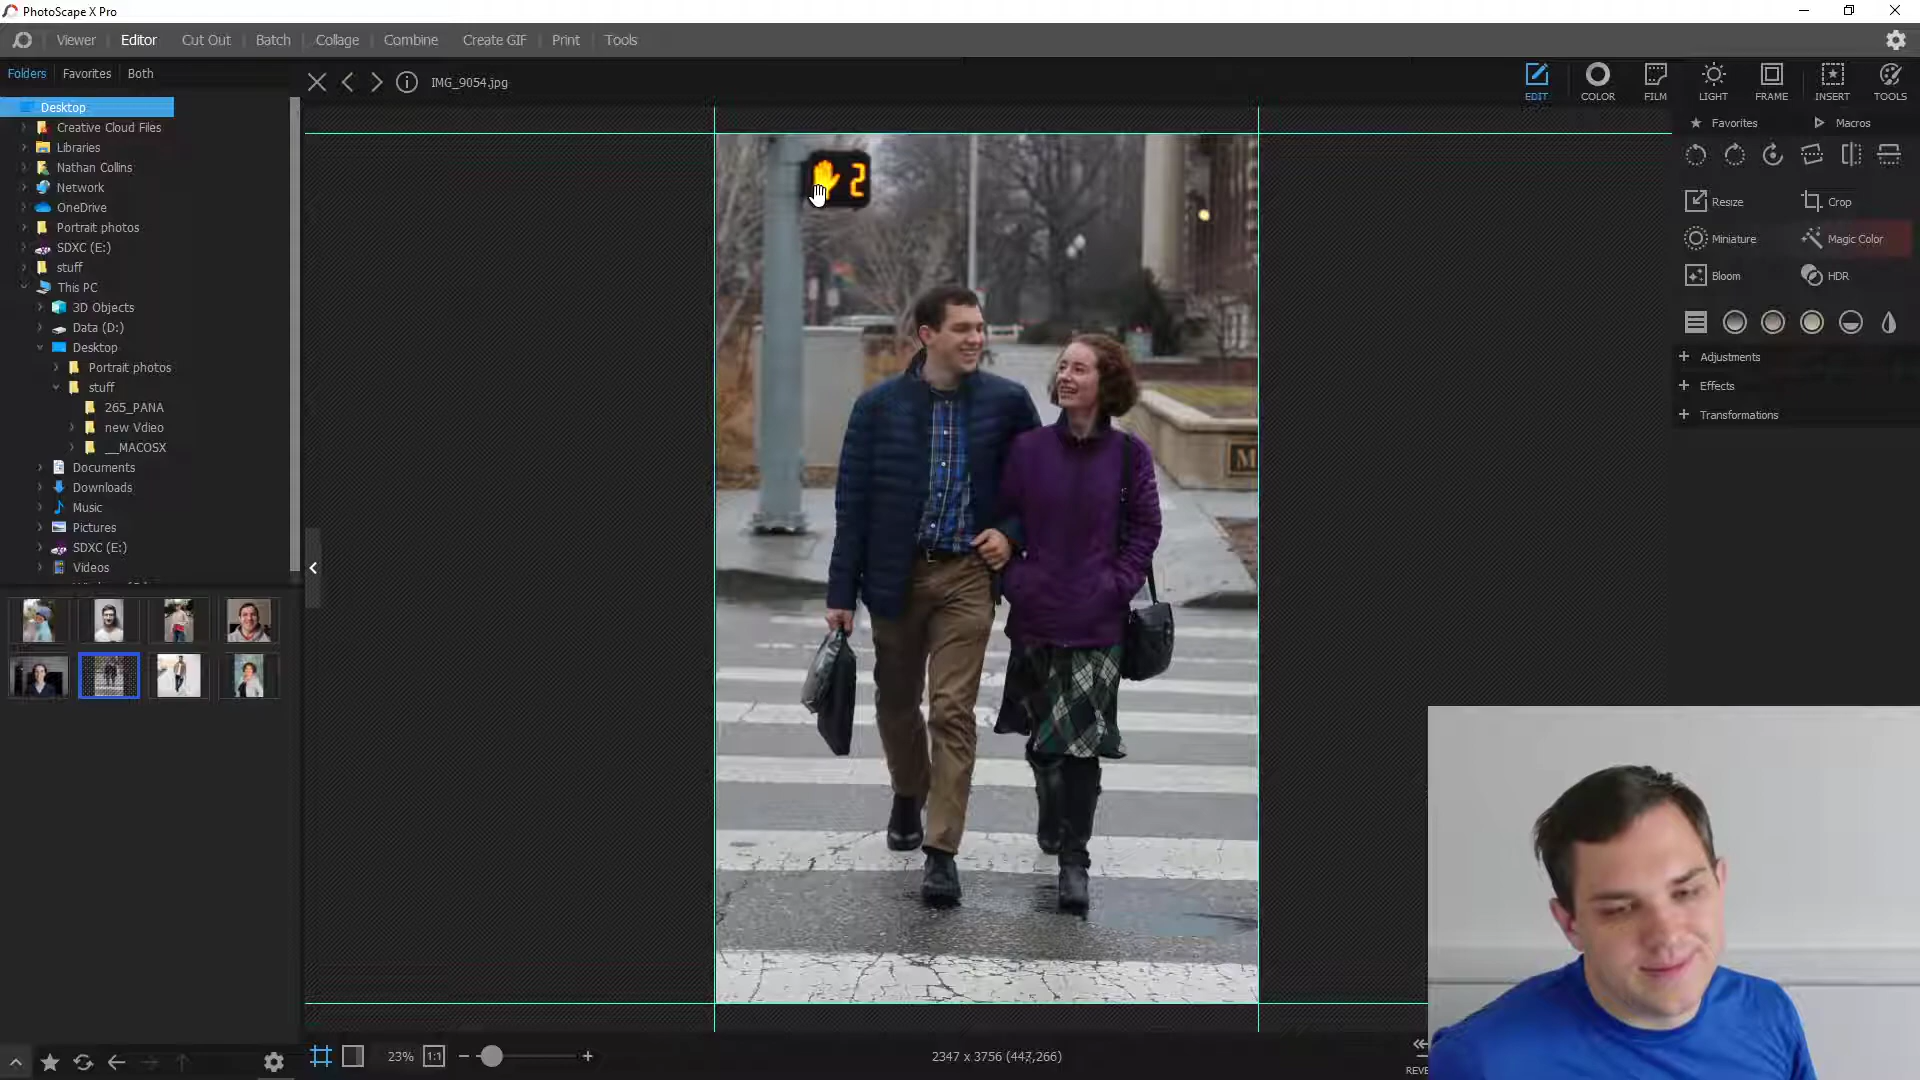 PhotoScape X Pro
Viewer Editor Cut Out Batch Collage Combine Create GIF Print Tools
Folders Favorites Both
IMG_9054.jpg
EDIT COLOR FILM LIGHT FRAME INSERT TOOLS
Favorites Macros
Resize Crop
Miniature Magic Color
Bloom HDR
Adjustments
Effects
Transformations
Desktop
Creative Cloud Files
Libraries
Nathan Collins
Network
OneDrive
Portrait photos
SDXC (E:)
stuff
This PC
3D Objects
Data (D:)
Desktop
Portrait photos
stuff
265_PANA
new Vdieo
__MACOSX
Documents
Downloads
Music
Pictures
SDXC (E:)
Videos
2
M
23% 1:1
2347 x 3756 (447,266)
REVE